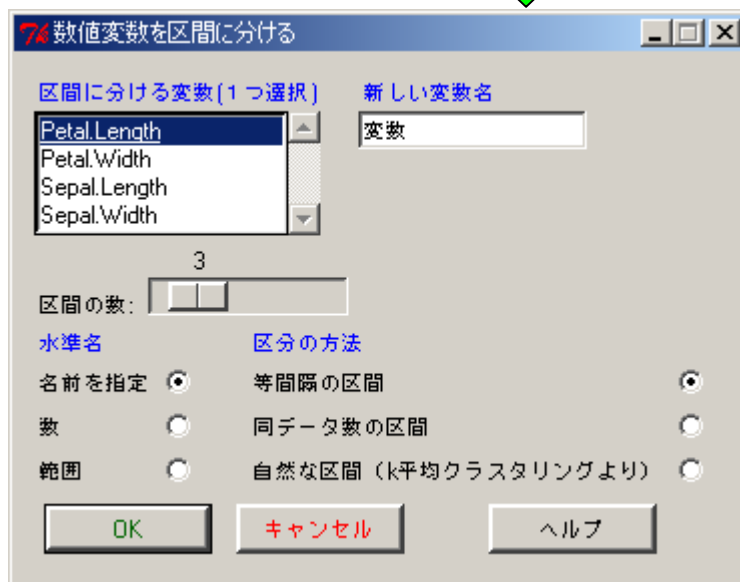 数値変数を区間に分ける
区間に分ける変数(1つ選択) 新しい変数名
Petal.Length 変数
Petal.Width
Sepal.Length
Sepal.Width
3
区間の数:
水準名 区分の方法
名前を指定 等間隔の区間
数 同データ数の区間
範囲 自然な区間（k平均クラスタリングより）
OK キャンセル ヘルプ